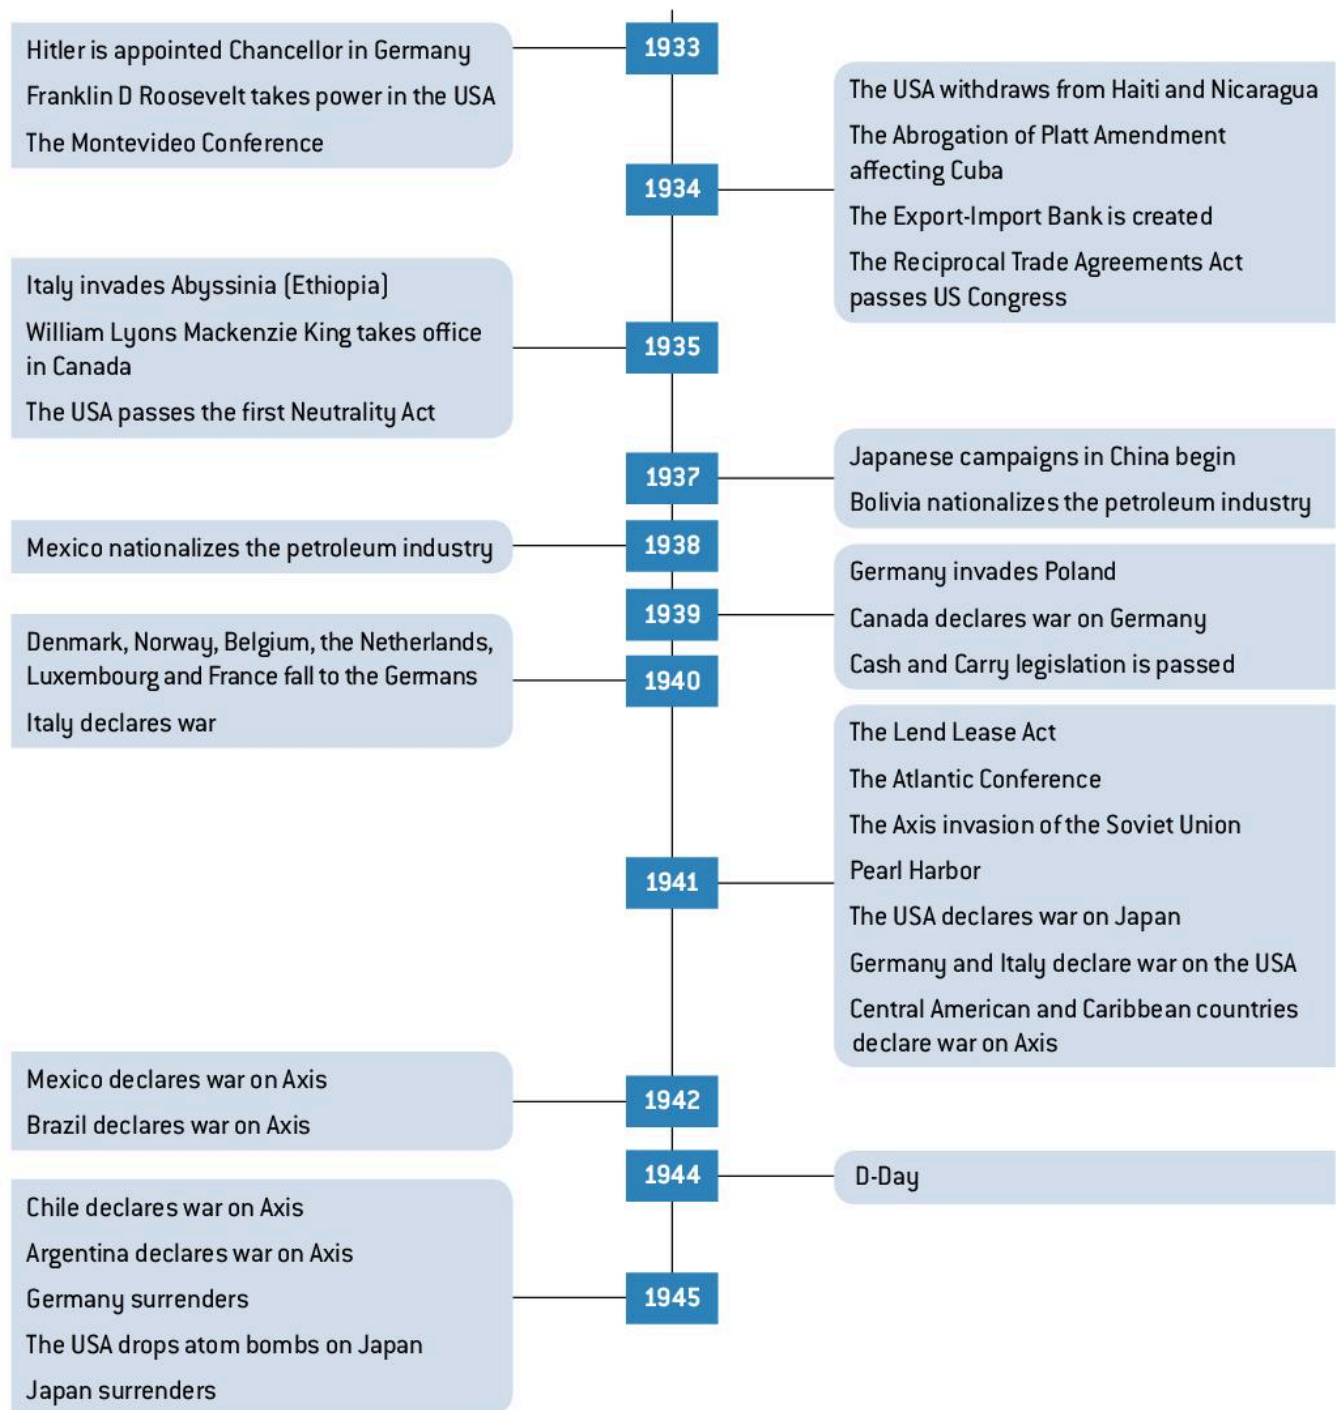 1933
Hitler is appointed Chancellor in Germany
Franklin D Roosevelt takes power in the USA
The Montevideo Conference
1934
The USA withdraws from Haiti and Nicaragua
The Abrogation of Platt Amendment
affecting Cuba
The Export-Import Bank is created
The Reciprocal Trade Agreements Act
passes US Congress
1935
Italy invades Abyssinia (Ethiopia)
William Lyons Mackenzie King takes office
in Canada
The USA passes the first Neutrality Act
1937
Japanese campaigns in China begin
Bolivia nationalizes the petroleum industry
1938
Mexico nationalizes the petroleum industry
1939
Germany invades Poland
Canada declares war on Germany
Cash and Carry legislation is passed
1940
Denmark, Norway, Belgium, the Netherlands,
Luxembourg and France fall to the Germans
Italy declares war
1941
The Lend Lease Act
The Atlantic Conference
The Axis invasion of the Soviet Union
Pearl Harbor
The USA declares war on Japan
Germany and Italy declare war on the USA
Central American and Caribbean countries
declare war on Axis
1942
Mexico declares war on Axis
Brazil declares war on Axis
1944
D-Day
1945
Chile declares war on Axis
Argentina declares war on Axis
Germany surrenders
The USA drops atom bombs on Japan
Japan surrenders